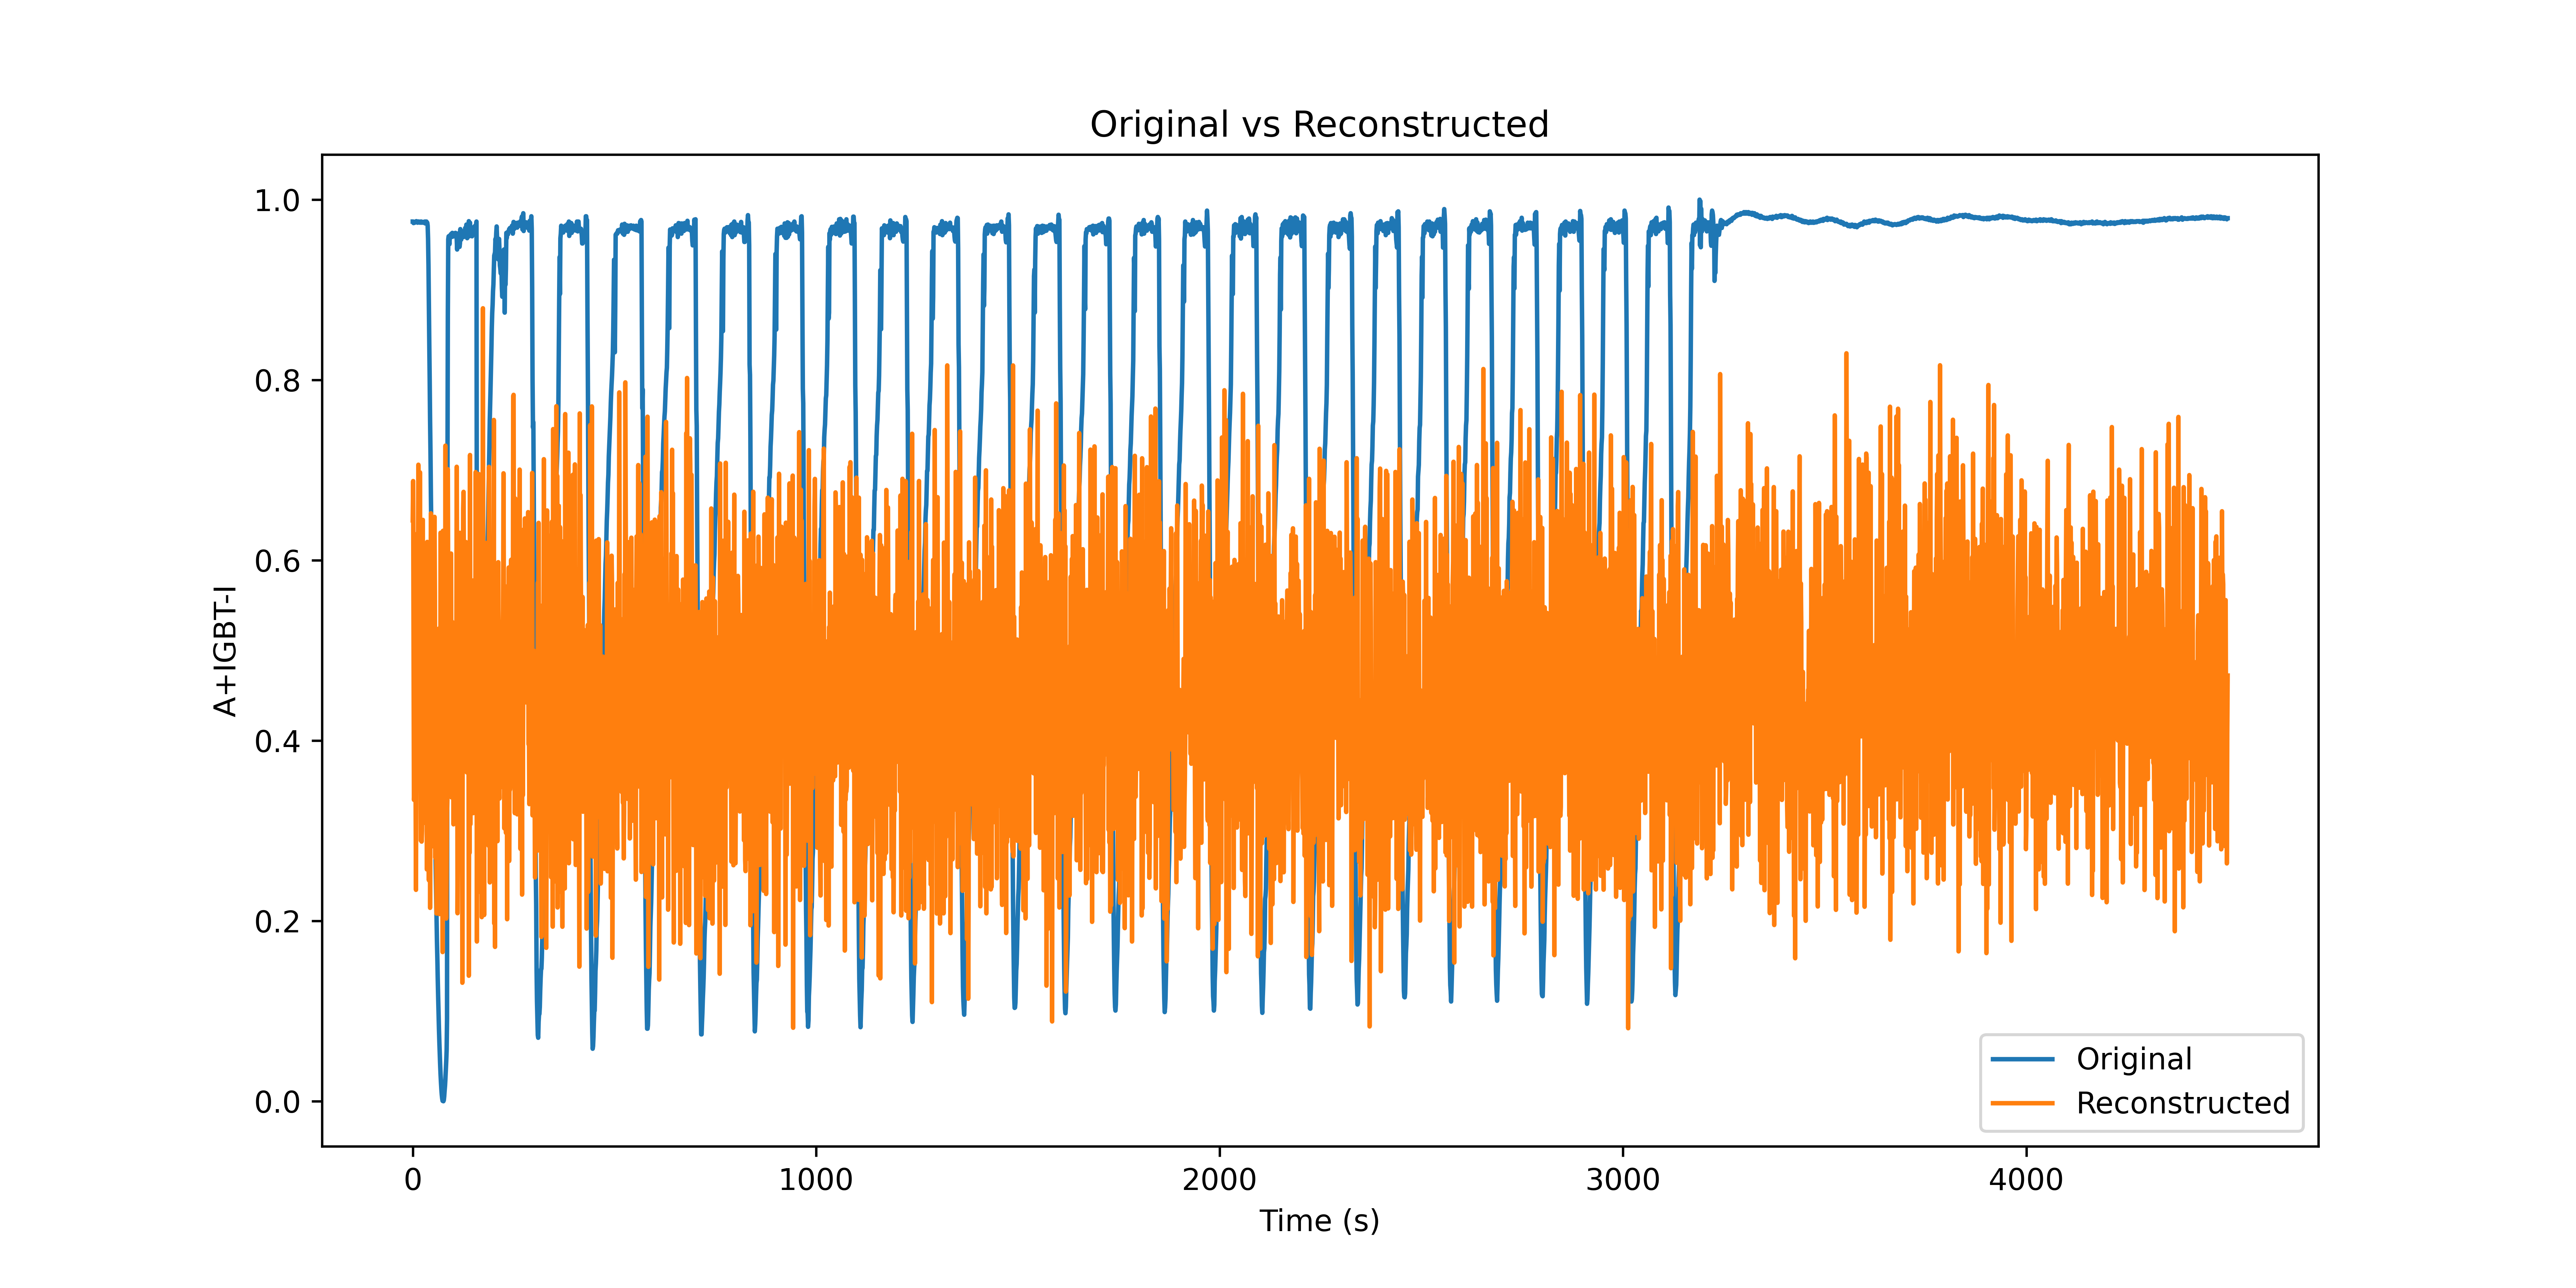 Original vs Reconstructed
1.0
0.8
0.6
0.4
0.2
0.0
A+IGBT-I
0
1000
2000
3000
4000
Time (s)
Original
Reconstructed